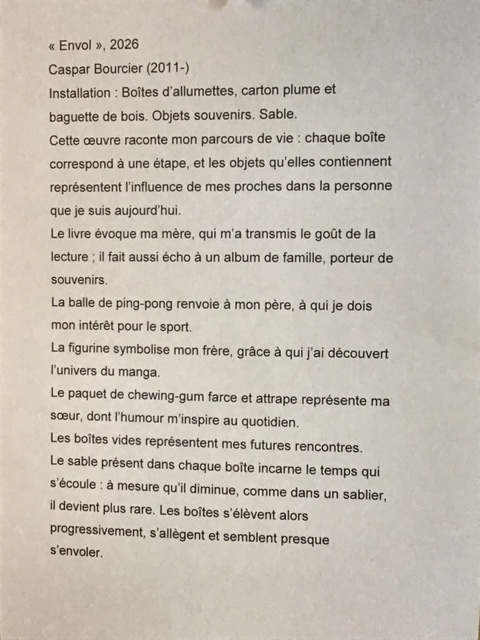 « Envol », 2026
Caspar Bourcier (2011-)
Installation : Boîtes d’allumettes, carton plume et
baguette de bois. Objets souvenirs. Sable.
Cette œuvre raconte mon parcours de vie : chaque boîte
correspond à une étape, et les objets qu’elles contiennent
représentent l’influence de mes proches dans la personne
que je suis aujourd’hui.
Le livre évoque ma mère, qui m’a transmis le goût de la
lecture ; il fait aussi écho à un album de famille, porteur de
souvenirs.
La balle de ping-pong renvoie à mon père, à qui je dois
mon intérêt pour le sport.
La figurine symbolise mon frère, grâce à qui j’ai découvert
l’univers du manga.
Le paquet de chewing-gum farce et attrape représente ma
sœur, dont l’humour m’inspire au quotidien.
Les boîtes vides représentent mes futures rencontres.
Le sable présent dans chaque boîte incarne le temps qui
s’écoule : à mesure qu’il diminue, comme dans un sablier,
il devient plus rare. Les boîtes s’élèvent alors
progressivement, s’allègent et semblent presque
s’envoler.